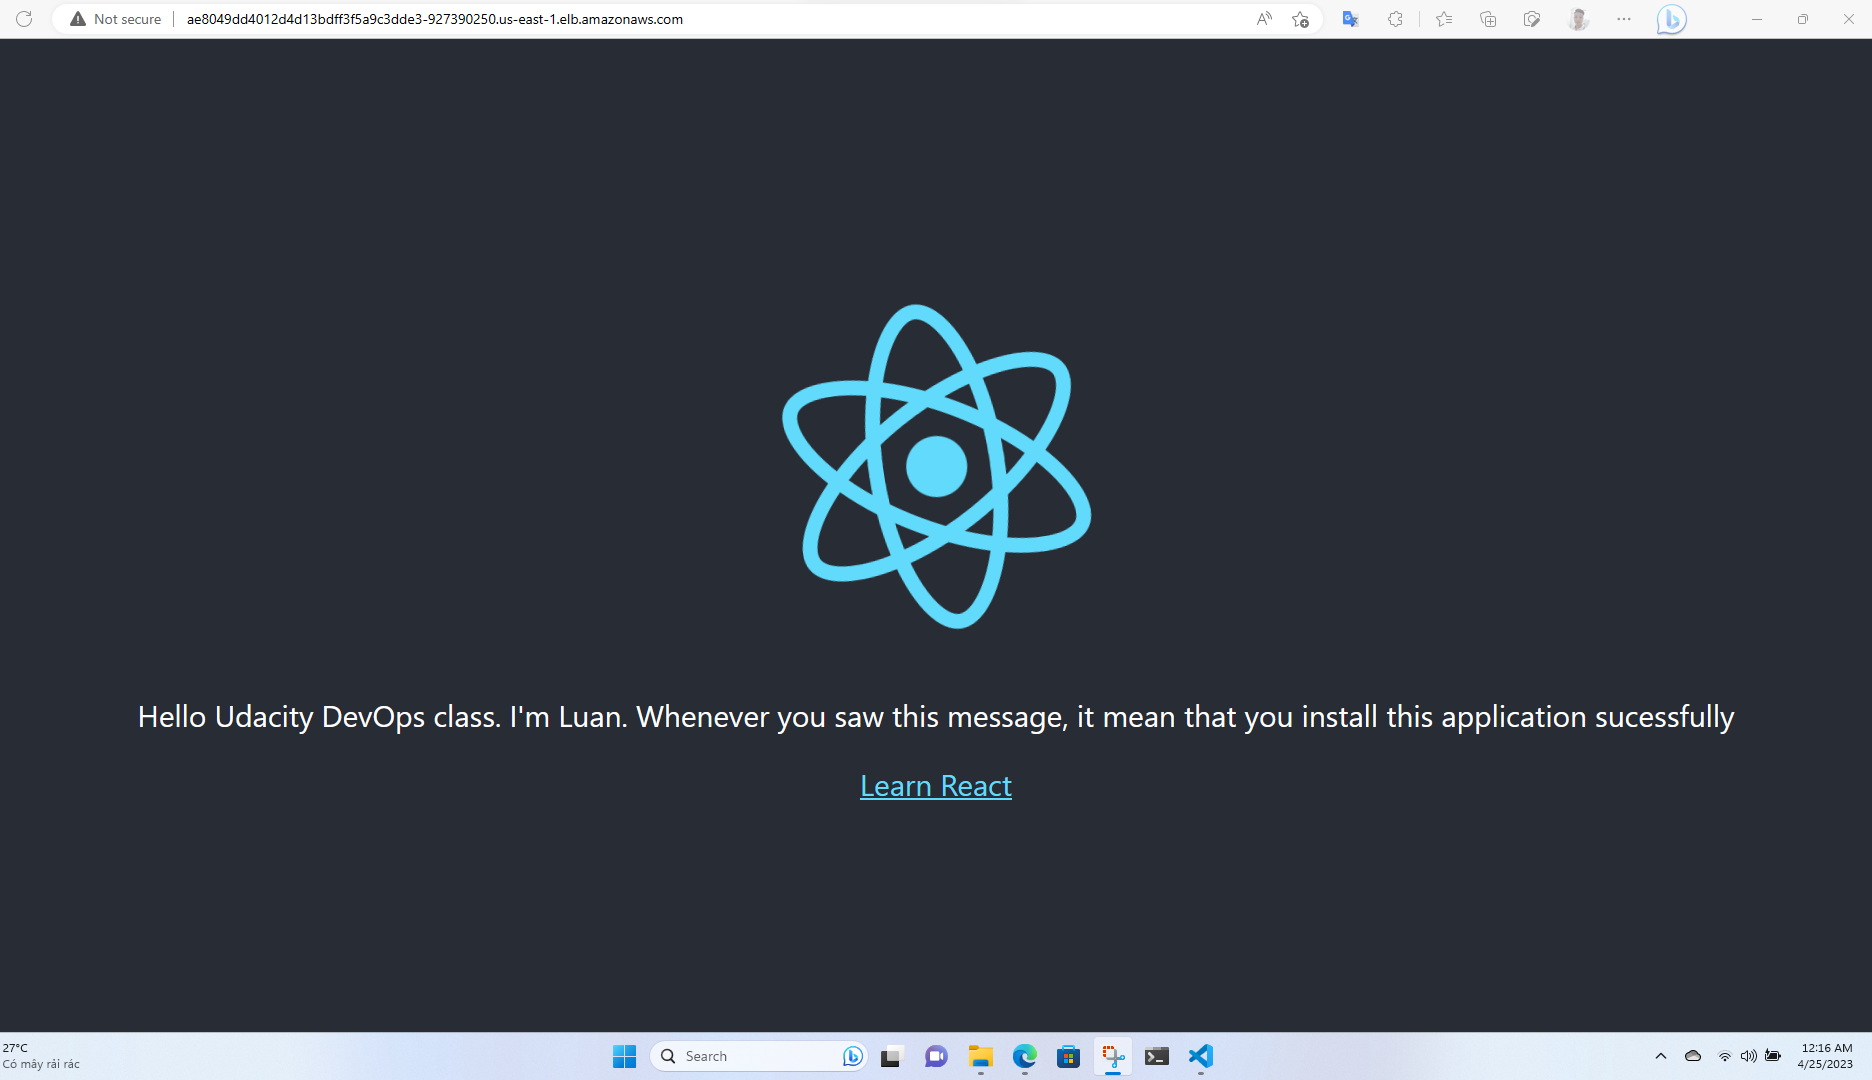 Not secure
ae8049dd4012d4d13bdff3f5a9c3dde3-927390250.us-east-1.elb.amazonaws.com
Hello Udacity DevOps class. I'm Luan. Whenever you saw this message, it mean that you install this application sucessfully
Learn React
27°C
Có mây rải rác
Search
12:16 AM
4/25/2023